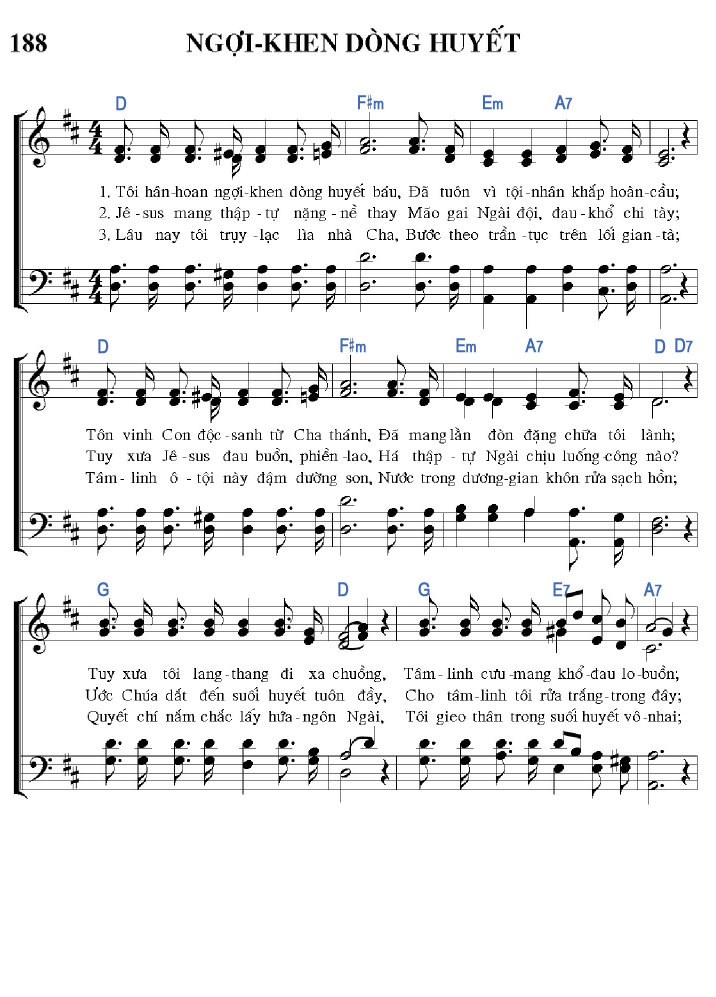 188 NGỢI-KHEN DÒNG HUYẾT
D F#m Em A7
1. Tôi hân-hoan ngợi-khen dòng huyết báu, Đã tuôn vì tội-nhân khấp hoàn-cầu;
2. Jê-sus mang thập-tự nặng-nề thay Mão gai Ngài đội, đau-khổ chi tày;
3. Lâu nay tôi trụy-lạc lìa nhà Cha, Bước theo trần-tục trên lối gian-tà;
D F#m Em A7 D D7
Tôn vinh Con độc-sanh từ Cha thánh, Đã mang lằn đòn đặng chữa tôi lành;
Tuy xưa Jê-sus đau buồn, phiền-lao, Há thập-tự Ngài chịu luống-công nào?
Tâm-linh ô-tội này đậm dường son, Nước trong dương-gian khôn rửa sạch hồn;
G D G E7 A7
Tuy xưa tôi lang-thang đi xa chuồng, Tâm-linh cưu-mang khổ-đau lo-buồn;
Ước Chúa dắt đến suối huyết tuôn đầy, Cho tâm-linh tôi rửa trắng-trong đây;
Quyết chí nắm chắc lấy hứa-ngôn Ngài, Tôi gieo thân trong suối huyết vô-nhai;